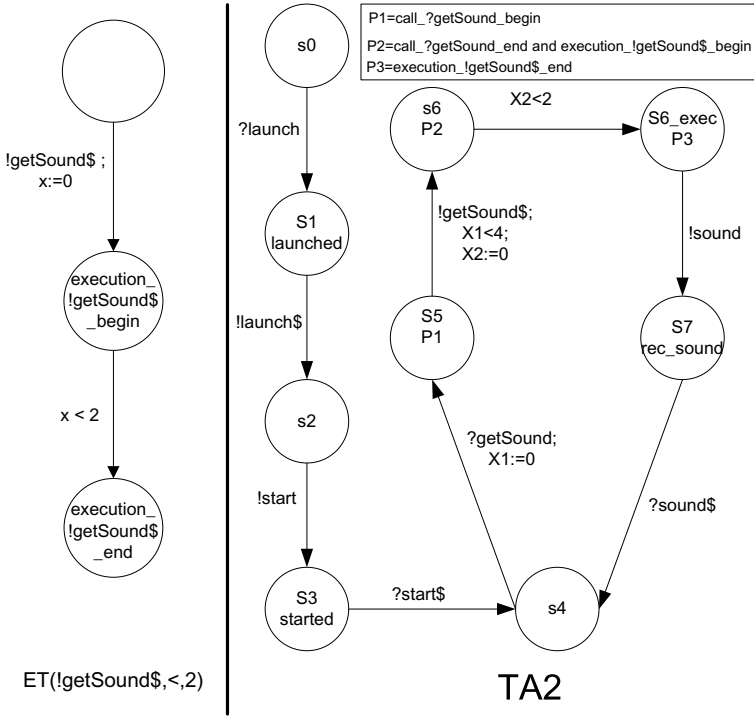 !getSound$ ;
x:=0
execution_
!getSound$
_begin
x < 2
execution_
!getSound$
_end
ET(!getSound$,<,2)
P1=call_?getSound_begin
P2=call_?getSound_end and execution_!getSound$_begin
P3=execution_!getSound$_end
s0
?launch
S1
launched
!launch$
s2
!start
S3
started
?start$
s4
?getSound;
X1:=0
S5
P1
!getSound$;
X1<4;
X2:=0
s6
P2
X2<2
S6_exec
P3
!sound
S7
rec_sound
?sound$
TA2